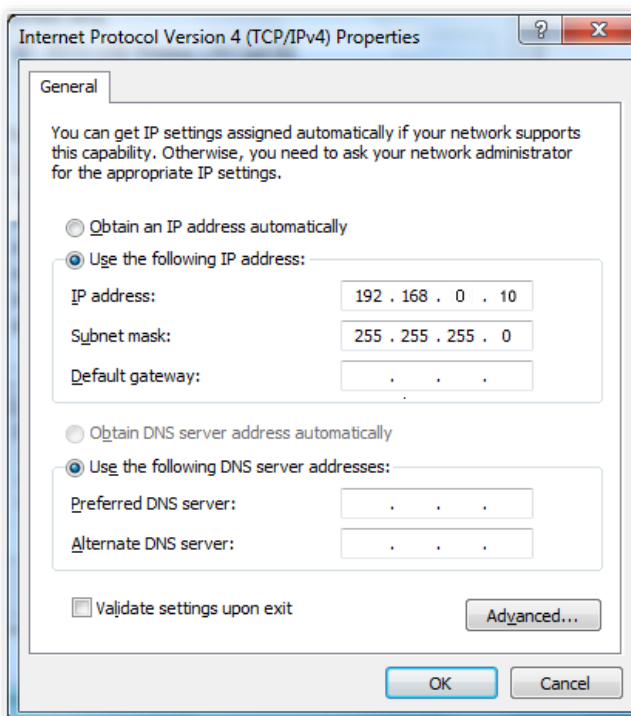 Internet Protocol Version 4 (TCP/IPv4) Properties
?
X
General
You can get IP settings assigned automatically if your network supports
this capability. Otherwise, you need to ask your network administrator
for the appropriate IP settings.
Obtain an IP address automatically
Use the following IP address:
IP address: 192 . 168 . 0 . 10
Subnet mask: 255 . 255 . 255 . 0
Default gateway: . . .
Obtain DNS server address automatically
Use the following DNS server addresses:
Preferred DNS server: . . .
Alternate DNS server: . . .
Validate settings upon exit
Advanced...
OK Cancel